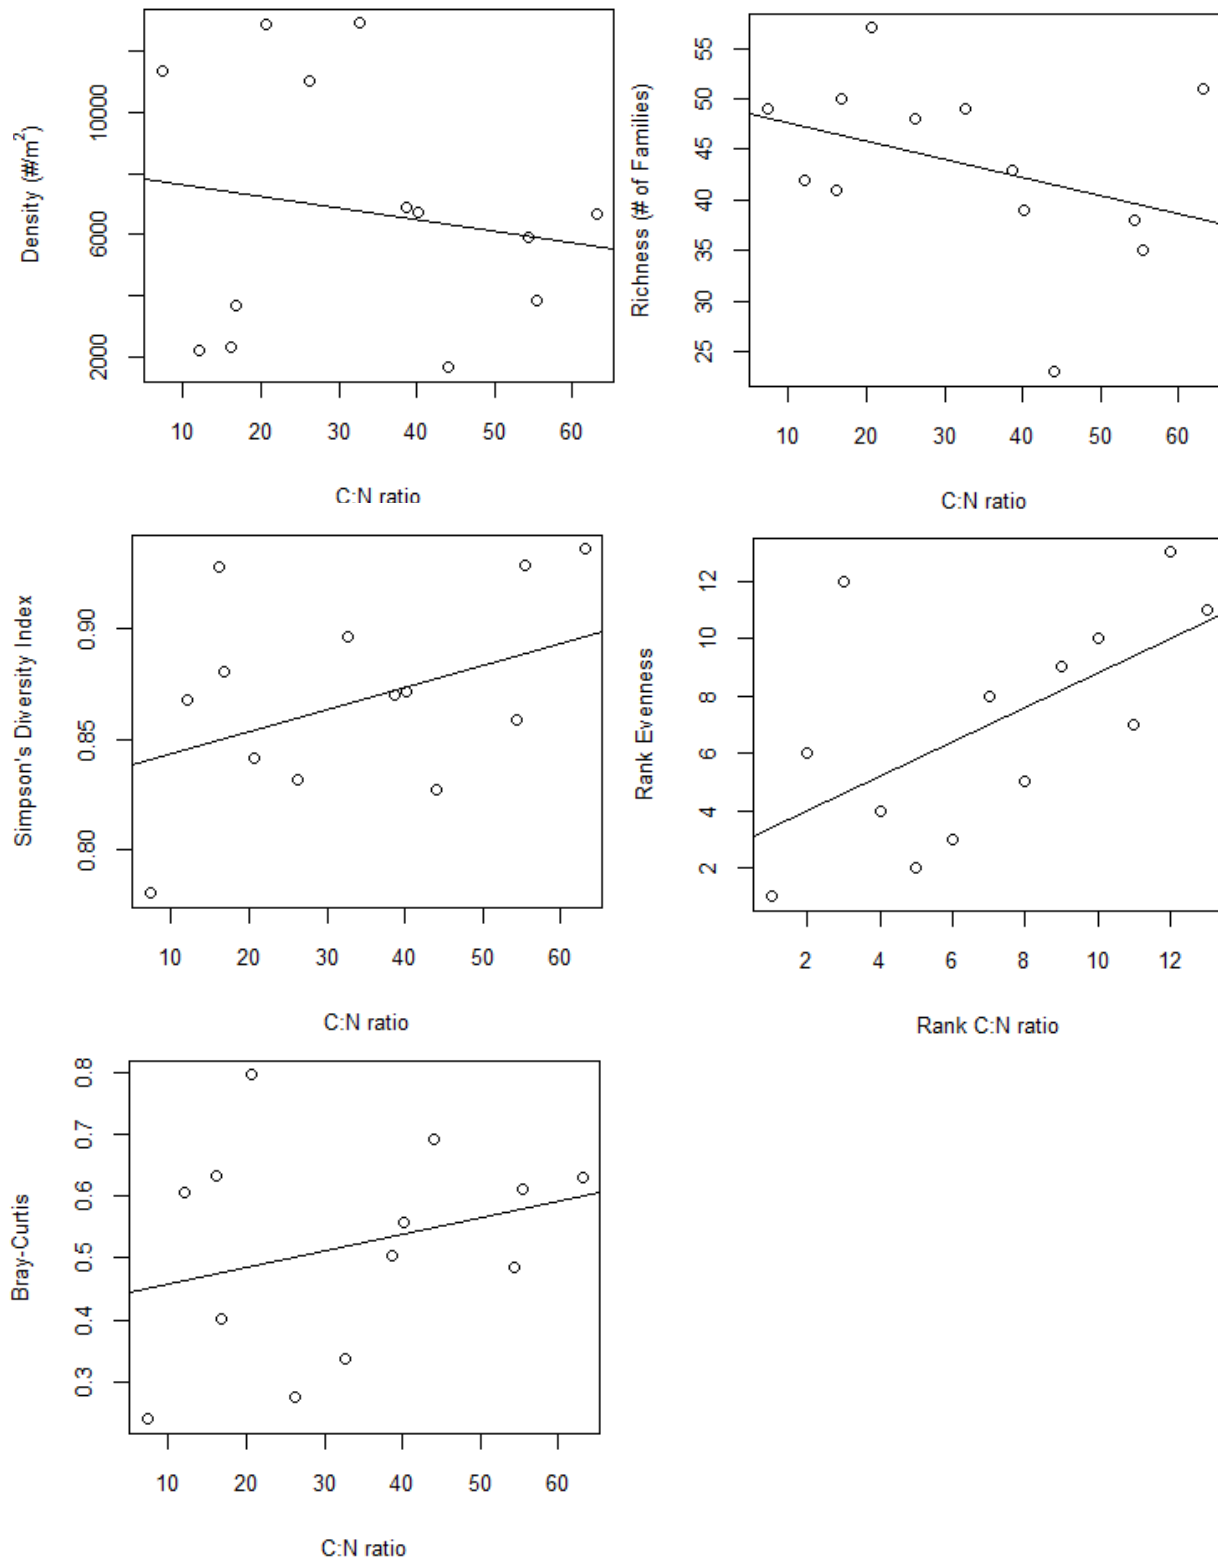 Density (#/m²)
2000
6000
10000
10 20 30 40 50 60
C:N ratio
Richness (# of Families)
25
30
35
40
45
50
55
10 20 30 40 50 60
C:N ratio
Simpson's Diversity Index
0.80
0.85
0.90
10 20 30 40 50 60
C:N ratio
Rank Evenness
2
4
6
8
10
12
2 4 6 8 10 12
Rank C:N ratio
Bray-Curtis
0.3
0.4
0.5
0.6
0.7
0.8
10 20 30 40 50 60
C:N ratio